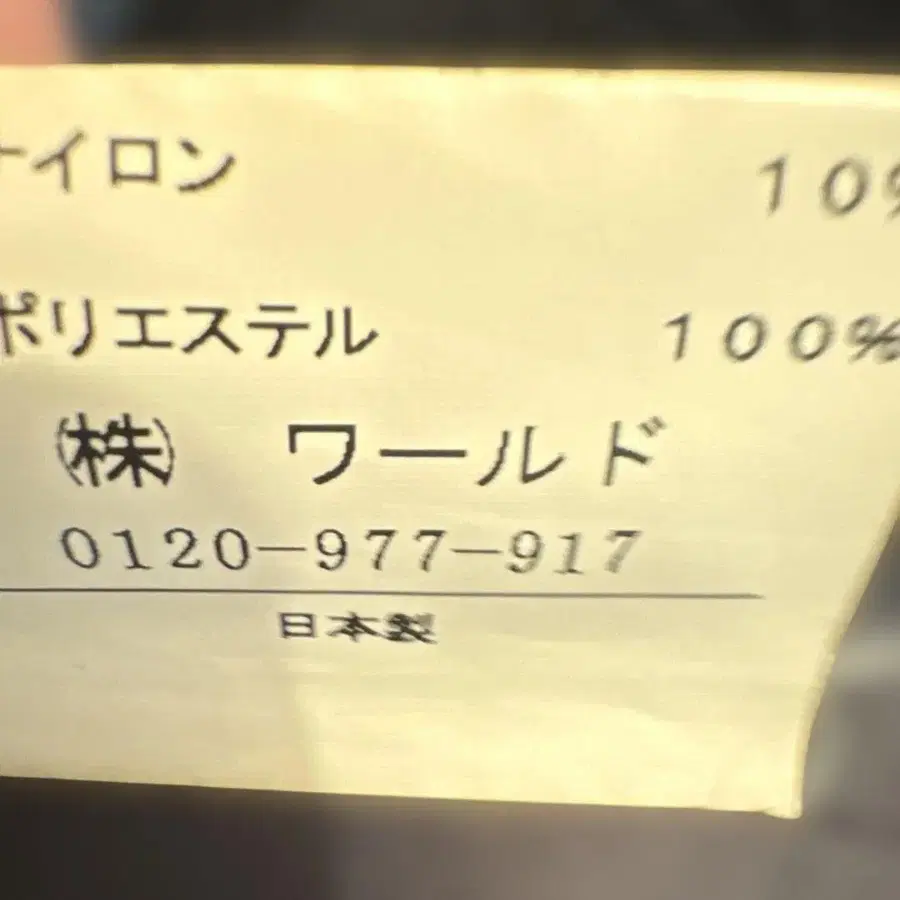 ナイロン 10%
ポリエステル 100%
㈱ ワールド
0120-977-917
日本製